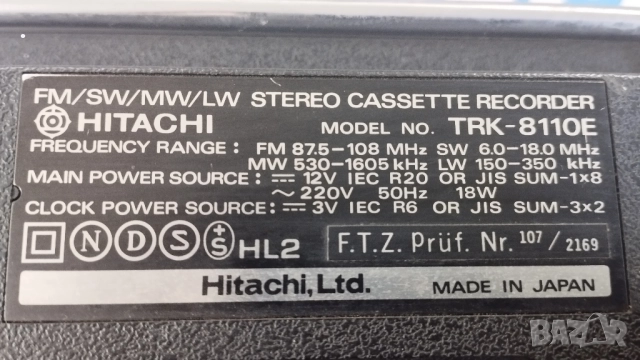 FM/SW/MW/LW STEREO CASSETTE RECORDER
HITACHI MODEL NO. TRK-8110E
FREQUENCY RANGE : FM 87.5-108 MHz SW 6.0-18.0 MHz
MW 530-1605 kHz LW 150-350 kHz
MAIN POWER SOURCE : ⎓ 12V IEC R20 OR JIS SUM-1×8
~ 220V 50Hz 18W
CLOCK POWER SOURCE : ⎓ 3V IEC R6 OR JIS SUM-3×2
N D S +S HL2 F.T.Z. Prüf. Nr. 107/2169
Hitachi, Ltd. MADE IN JAPAN
BAZAR